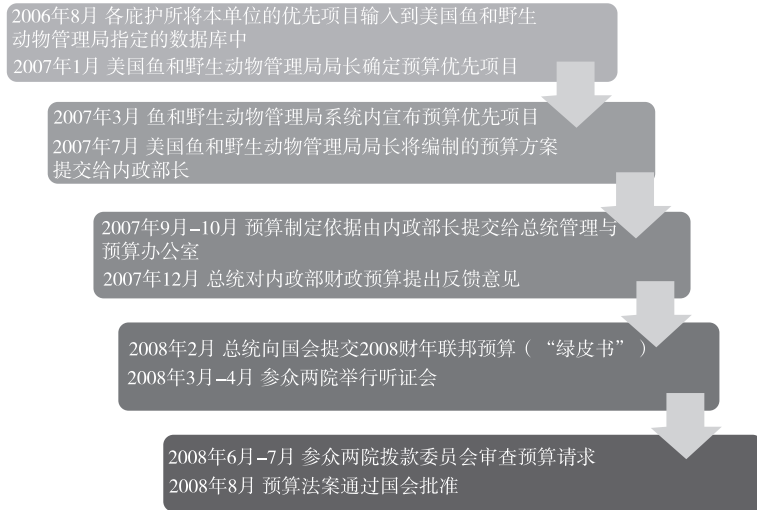 2006年8月 各庇护所将本单位的优先项目输入到美国鱼和野生
动物管理局指定的数据库中
2007年1月 美国鱼和野生动物管理局局长确定预算优先项目
2007年3月 鱼和野生动物管理局系统内宣布预算优先项目
2007年7月 美国鱼和野生动物管理局局长将编制的预算方案
提交给内政部长
2007年9月–10月 预算制定依据由内政部长提交给总统管理与
预算办公室
2007年12月 总统对内政部财政预算提出反馈意见
2008年2月 总统向国会提交2008财年联邦预算（“绿皮书”）
2008年3月–4月 参众两院举行听证会
2008年6月–7月 参众两院拨款委员会审查预算请求
2008年8月 预算法案通过国会批准